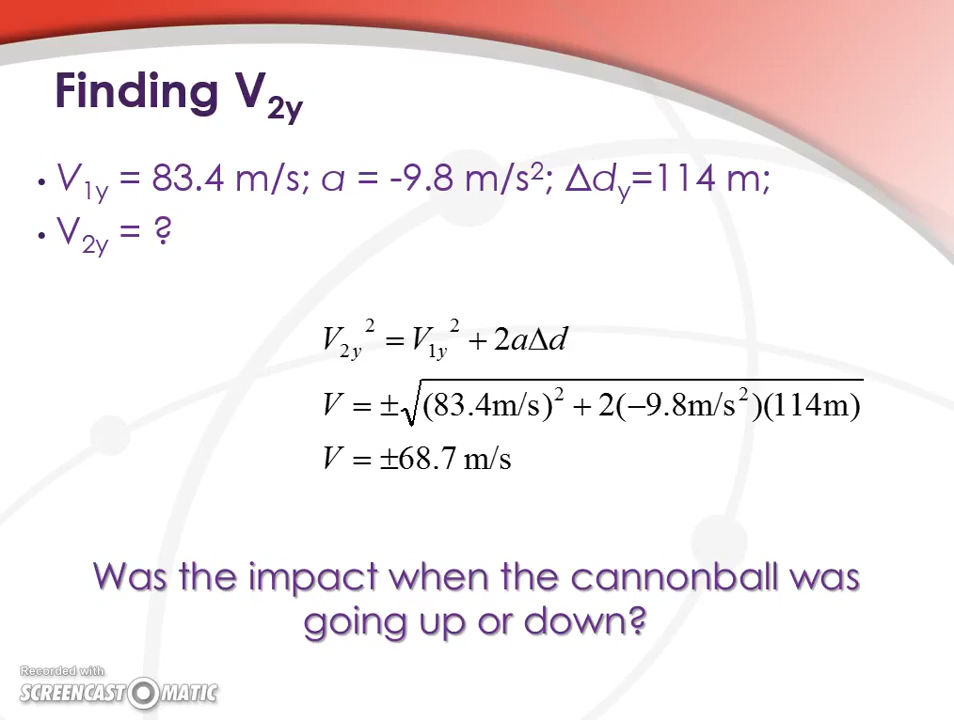 Finding V₂y
• V₁y = 83.4 m/s; a = -9.8 m/s²; Δdy=114 m;
• V₂y = ?
V₂y² = V₁y² + 2aΔd
V = ±√(83.4m/s)² + 2(−9.8m/s²)(114m)
V = ±68.7 m/s
Was the impact when the cannonball was
going up or down?
Recorded with
SCREENCAST O MATIC